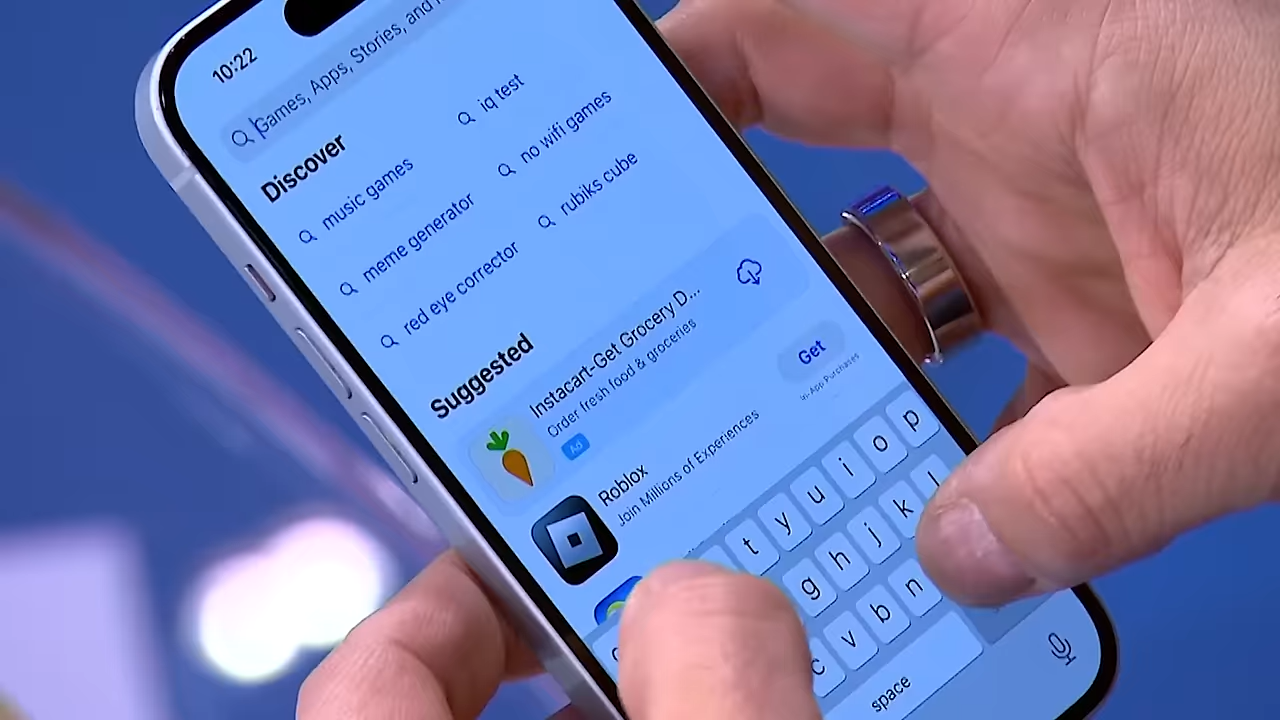 10:22
Games, Apps, Stories, and
Discover
music games
iq test
meme generator
no wifi games
red eye corrector
rubiks cube
Suggested
Instacart-Get Grocery D...
Order fresh food & groceries
Ad
Roblox
Join Millions of Experiences
Get
In-App Purchases
t y u i o p
g h j k l
c v b n
space